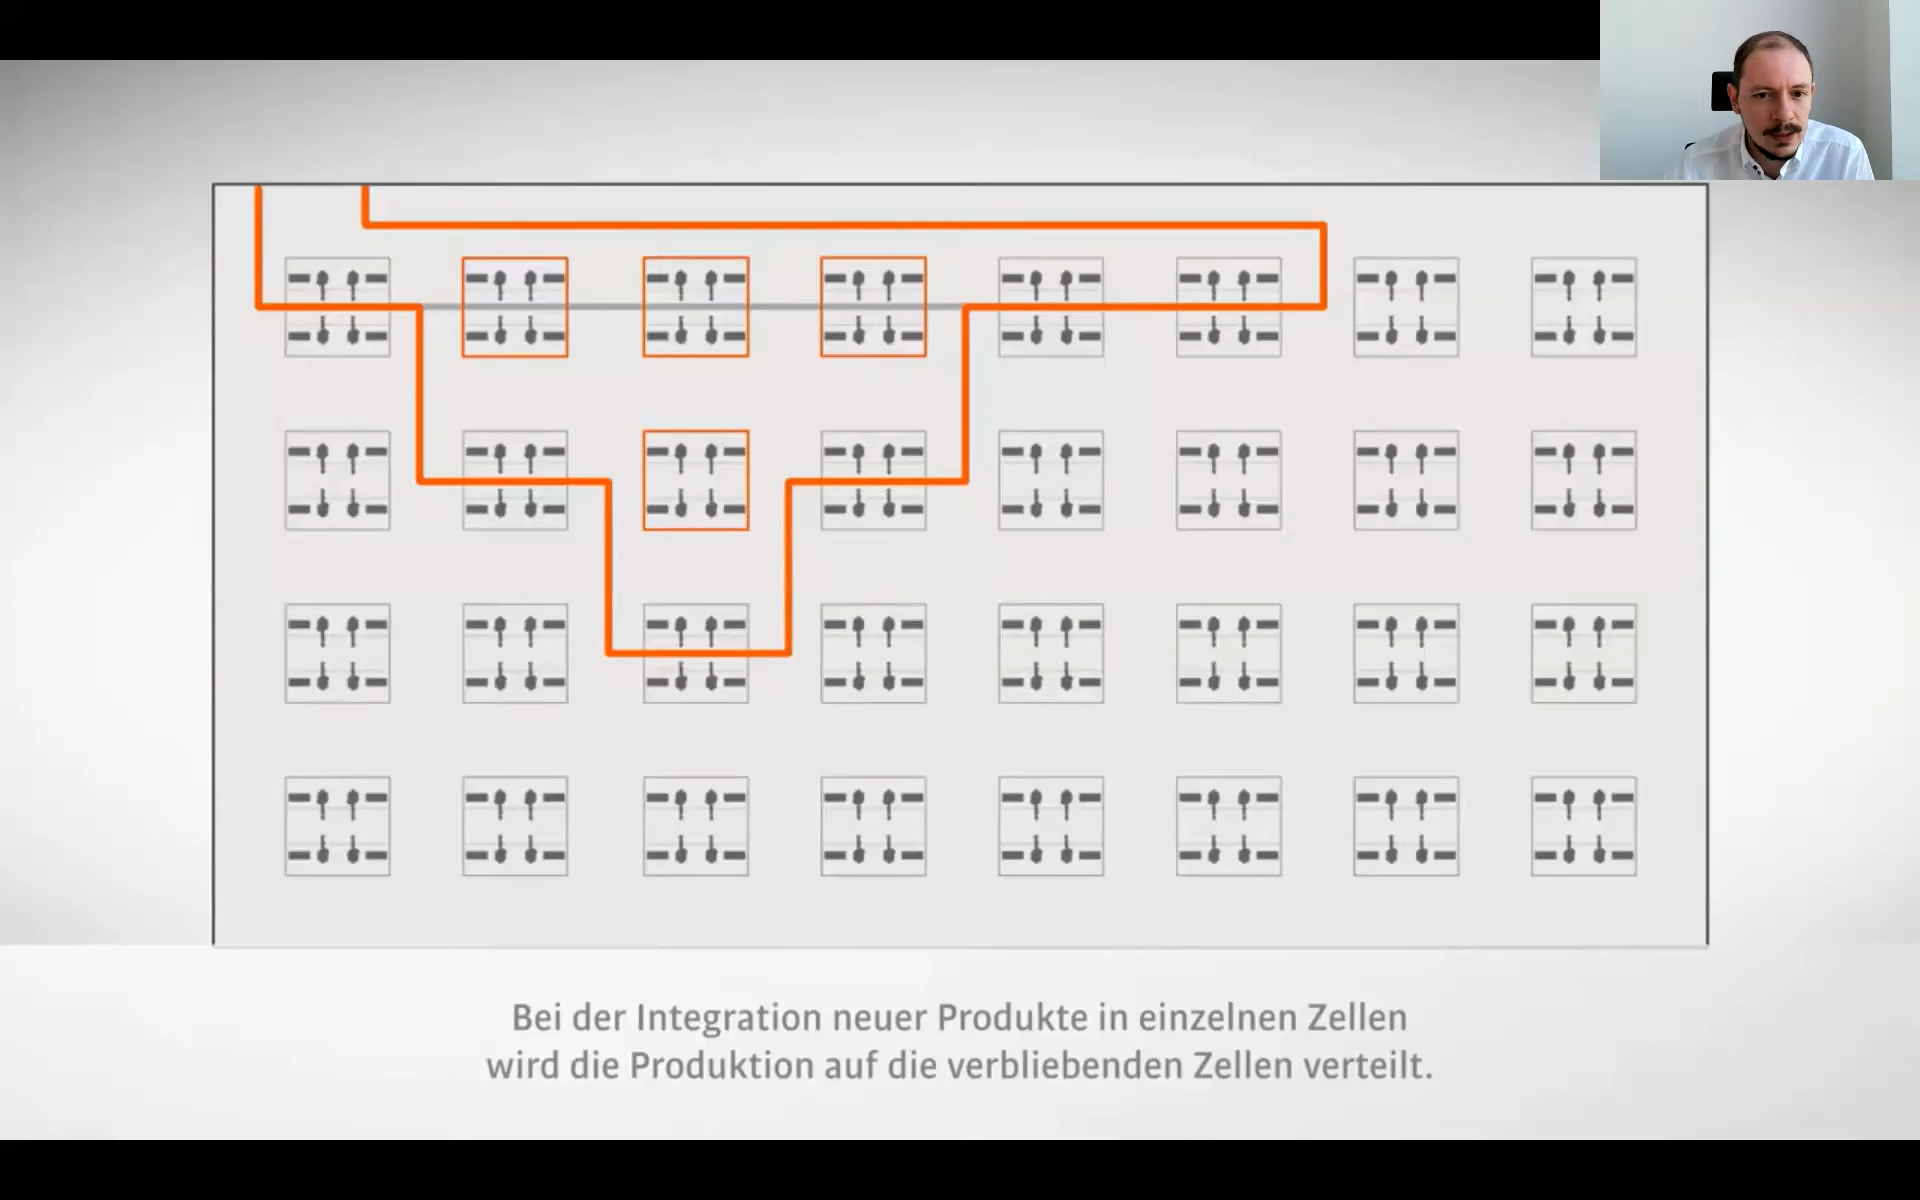 Bei der Integration neuer Produkte in einzelnen Zellen
wird die Produktion auf die verbliebenden Zellen verteilt.